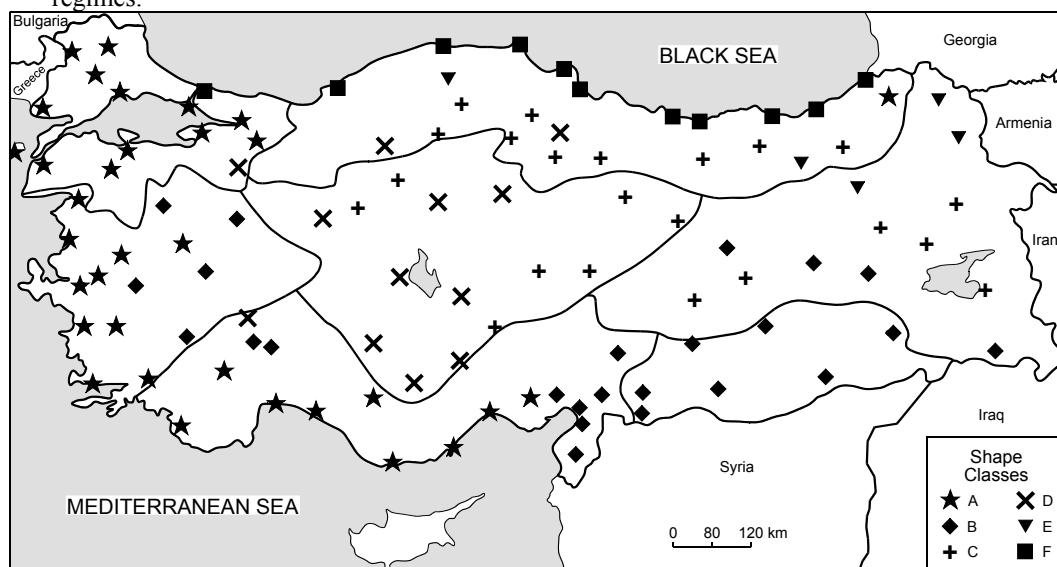 regimes.
Bulgaria
Greece
BLACK SEA
Georgia
Armenia
Iran
Iraq
Syria
MEDITERRANEAN SEA
0 80 120 km
Shape
Classes
A D
B E
C F